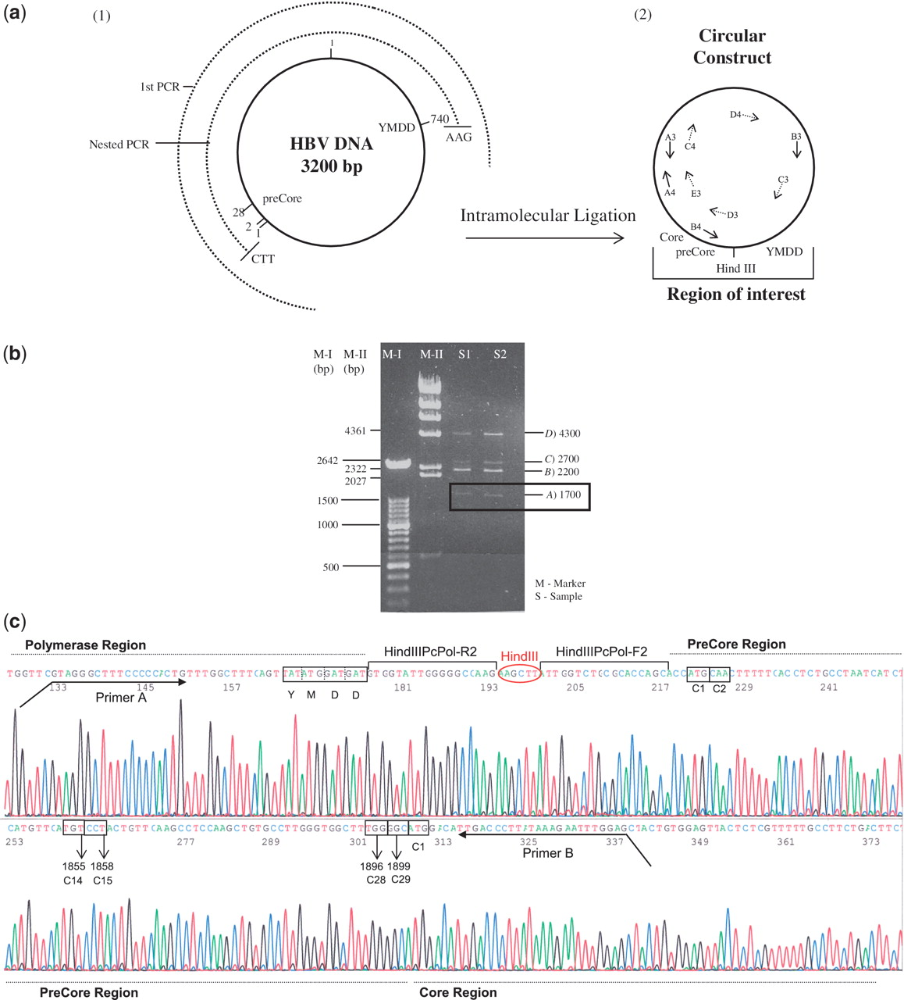 (a)
(1)
1st PCR
Nested PCR
1
HBV DNA
3200 bp
YMDD
740
AAG
preCore
28
2
1
CTT
Intramolecular Ligation
(2)
Circular
Construct
D4
A3
C4
B3
A4
E3
C3
D3
B4
Core
preCore
YMDD
Hind III
Region of interest
(b)
M-I M-II
(bp) (bp)
M-I M-II S1 S2
4361
2642
2322
2027
1500
1000
500
D) 4300
C) 2700
B) 2200
A) 1700
M - Marker
S - Sample
(c)
Polymerase Region
HindIIIPcPol-R2
HindIII
HindIIIPcPol-F2
PreCore Region
TGGTTCGTAGGGCTTTCCCCCACTGTTTGGCTTTCAGTTATATGGATGATGTGGTATTGGGGGCCAAGAAGCTTATTGGTCTGCGCACCAGCACCATGCAACTTTTTCACCTCTGCCTAATCATCT
133 145 157 181 193 205 217 229 241
Primer A
Y M D D
C1 C2
CATGTTCATGTCCTACTGTTCAAGCCTCCAAGCTGTGCCTTGGGTGGCTTTGGGGCATGGACATTGACCCTTATAAAGAATTTGGAGCTACTGTGGAGTTACTCTCGTTTTTGCCTTCTGACTTCT
253 277 289 301 313 325 337 349 361 373
C1
Primer B
1855 1858
C14 C15
1896 1899
C28 C29
PreCore Region
Core Region